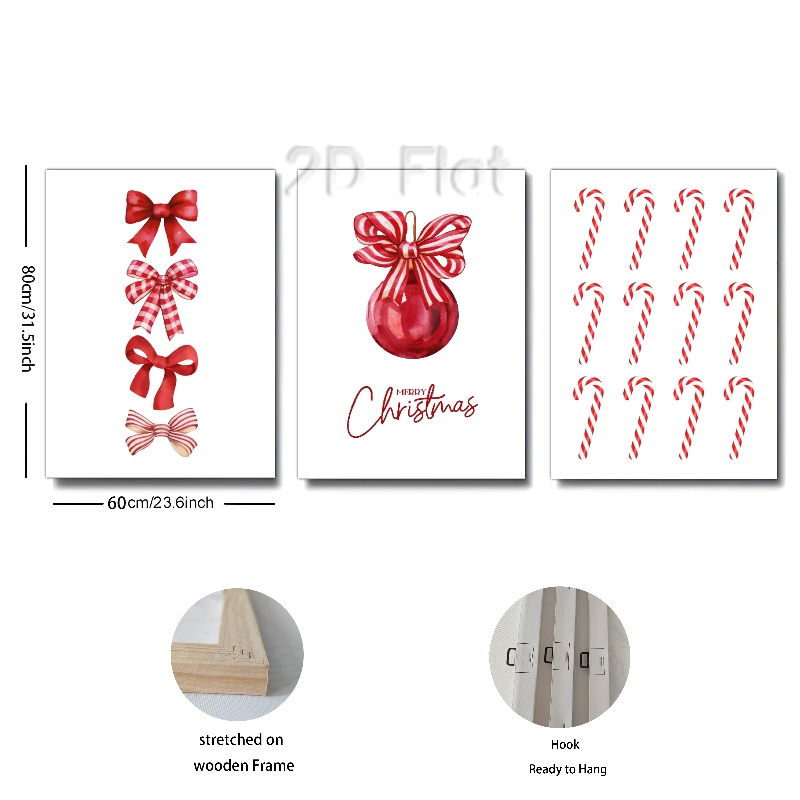 2D Flat
80cm/31.5inch
MERRY
Christmas
60cm/23.6inch
stretched on
wooden Frame
Hook
Ready to Hang